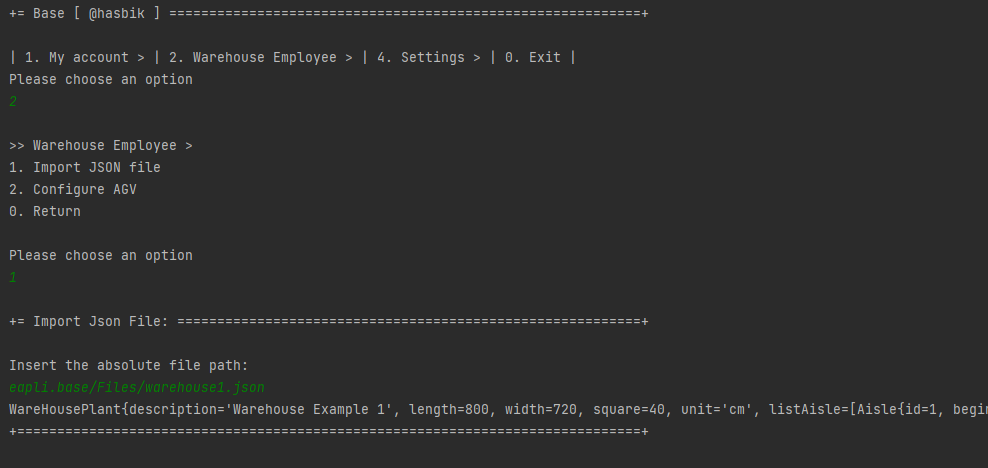 += Base [ @hasbik ] ===========================================================+
| 1. My account > | 2. Warehouse Employee > | 4. Settings > | 0. Exit |
Please choose an option
2
>> Warehouse Employee >
1. Import JSON file
2. Configure AGV
0. Return
Please choose an option
1
+= Import Json File: ==========================================================+
Insert the absolute file path:
eapli.base/Files/warehouse1.json
WareHousePlant{description='Warehouse Example 1', length=800, width=720, square=40, unit='cm', listAisle=[Aisle{id=1, begin
+==============================================================================+